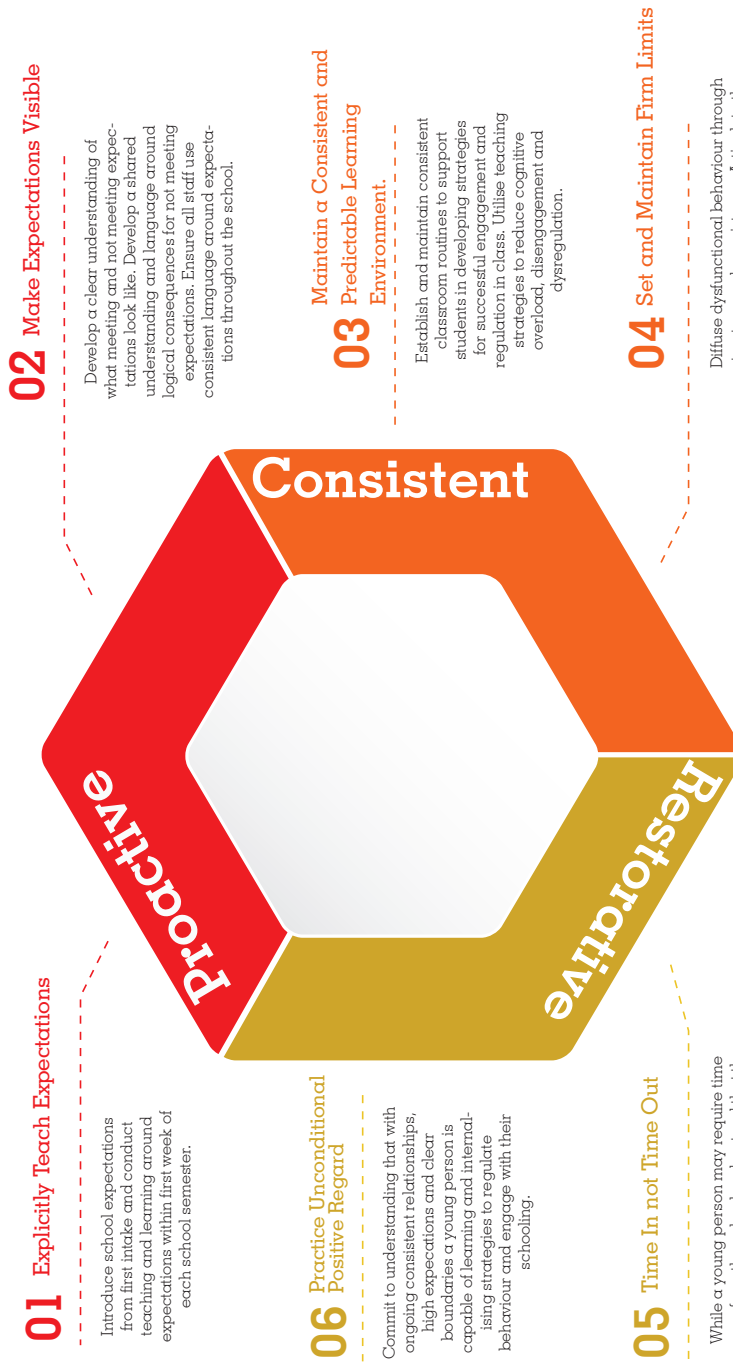 01 Explicitly Teach Expectations
Introduce school expectations
from first intake and conduct
teaching and learning around
expectations within first week of
each school semester.
02 Make Expectations Visible
Develop a clear understanding of
what meeting and not meeting expec-
tations look like. Develop a shared
understanding and language around
logical consequences for not meeting
expectations. Ensure all staff use
consistent language around expecta-
tions throughout the school.
Maintain a Consistent and
03 Predictable Learning
Environment.
Establish and maintain consistent
classroom routines to support
students in developing strategies
for successful engagement and
regulation in class. Utilise teaching
strategies to reduce cognitive
overload, disengagement and
dysregulation.
04 Set and Maintain Firm Limits
Diffuse dysfunctional behaviour through
05 Time In not Time Out
While a young person may require time
06 Practice Unconditional
Positive Regard
Commit to understanding that with
ongoing consistent relationships,
high expecations and clear
boundaries a young person is
capable of learning and internal-
ising strategies to regulate
behaviour and engage with their
schooling.
Proactive
Consistent
Restorative